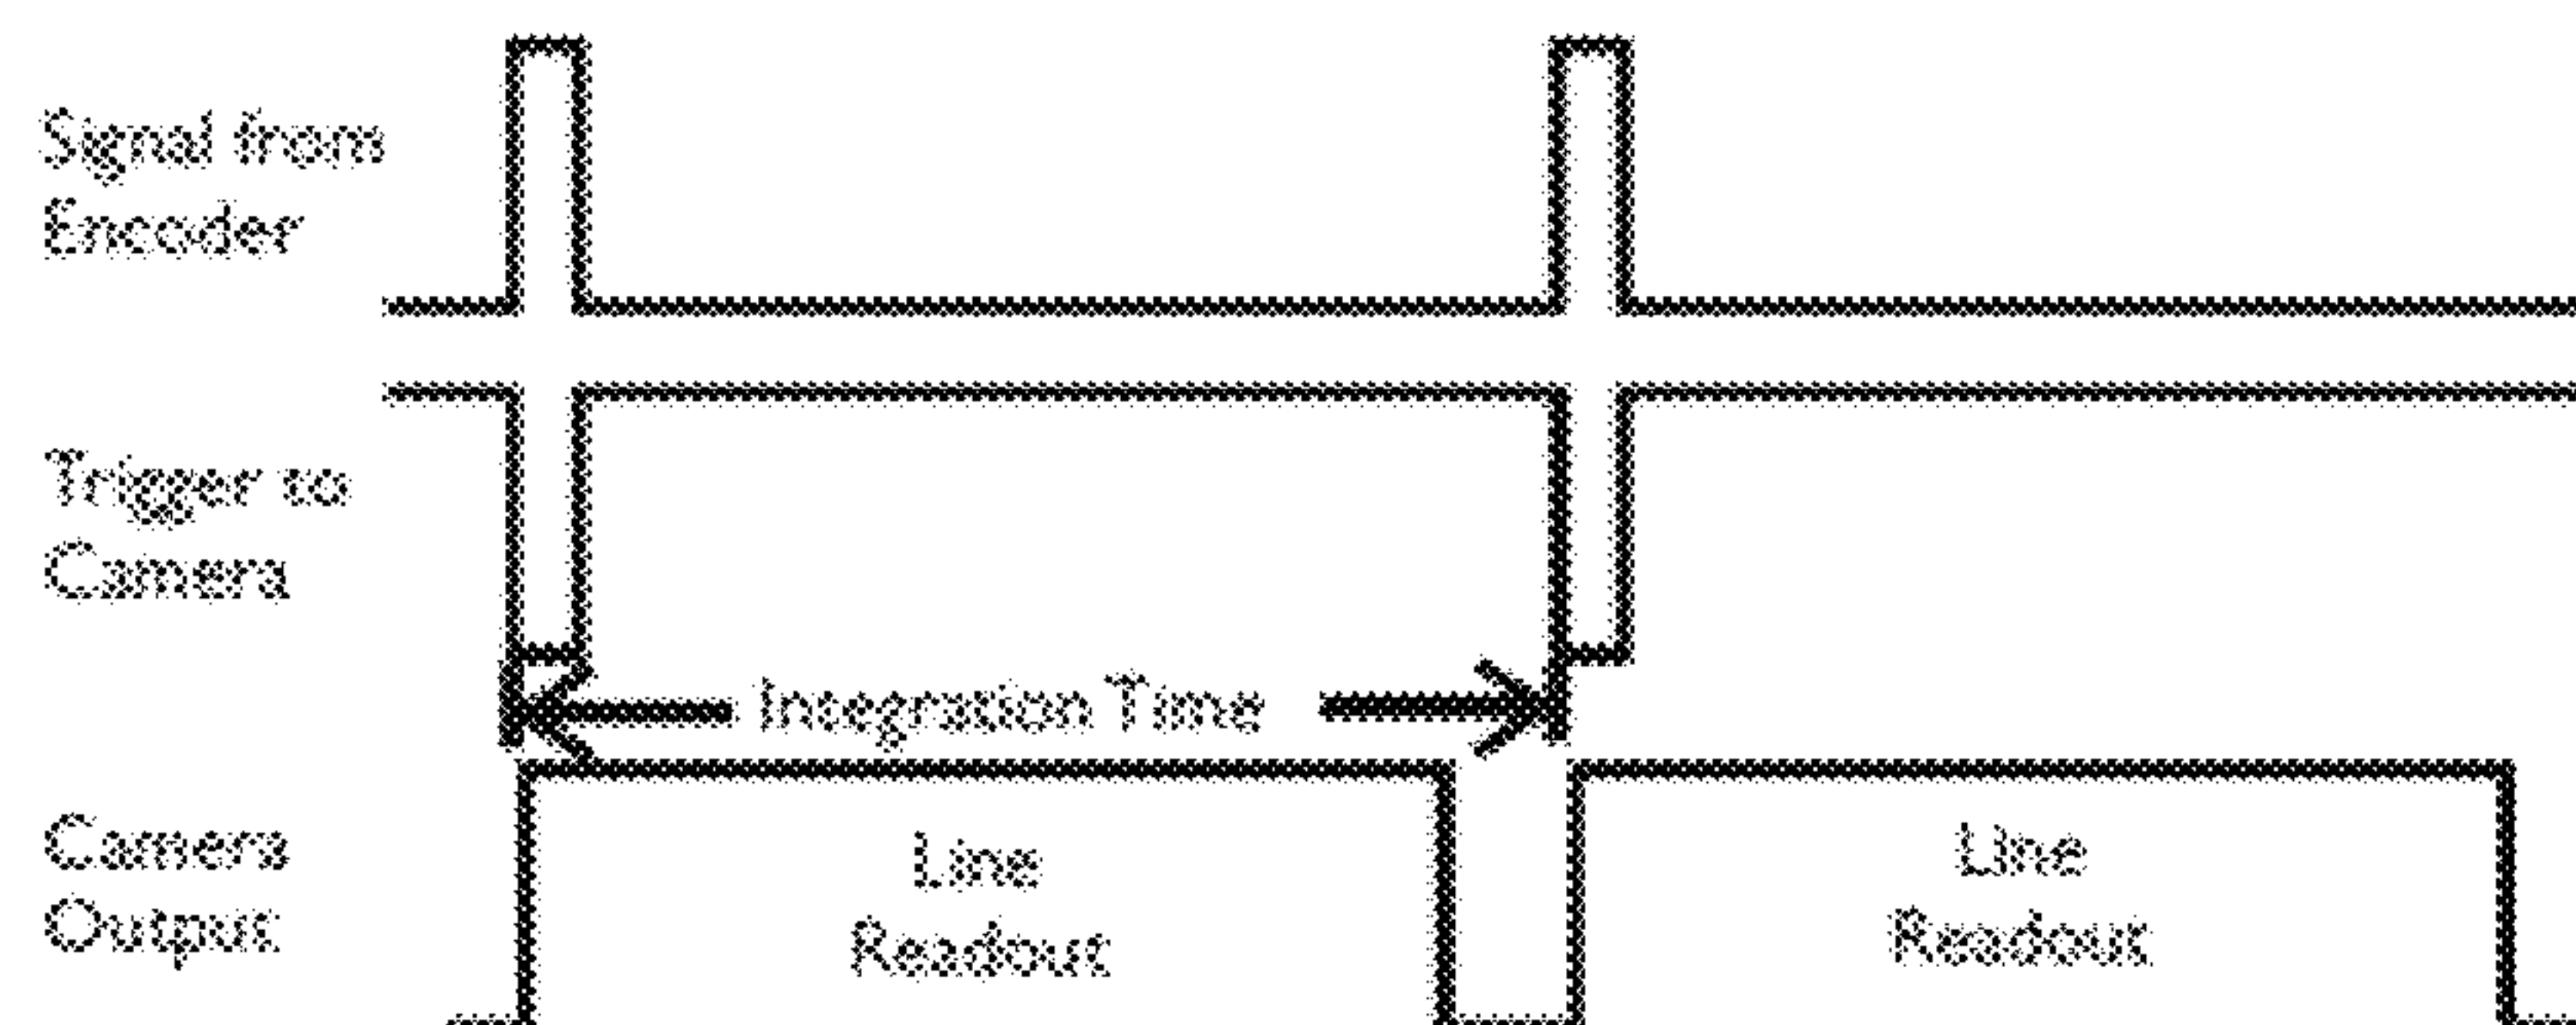 Signal from
Encoder
Trigger to
Camera
Integration Time
Camera
Output
Line
Readout
Line
Readout